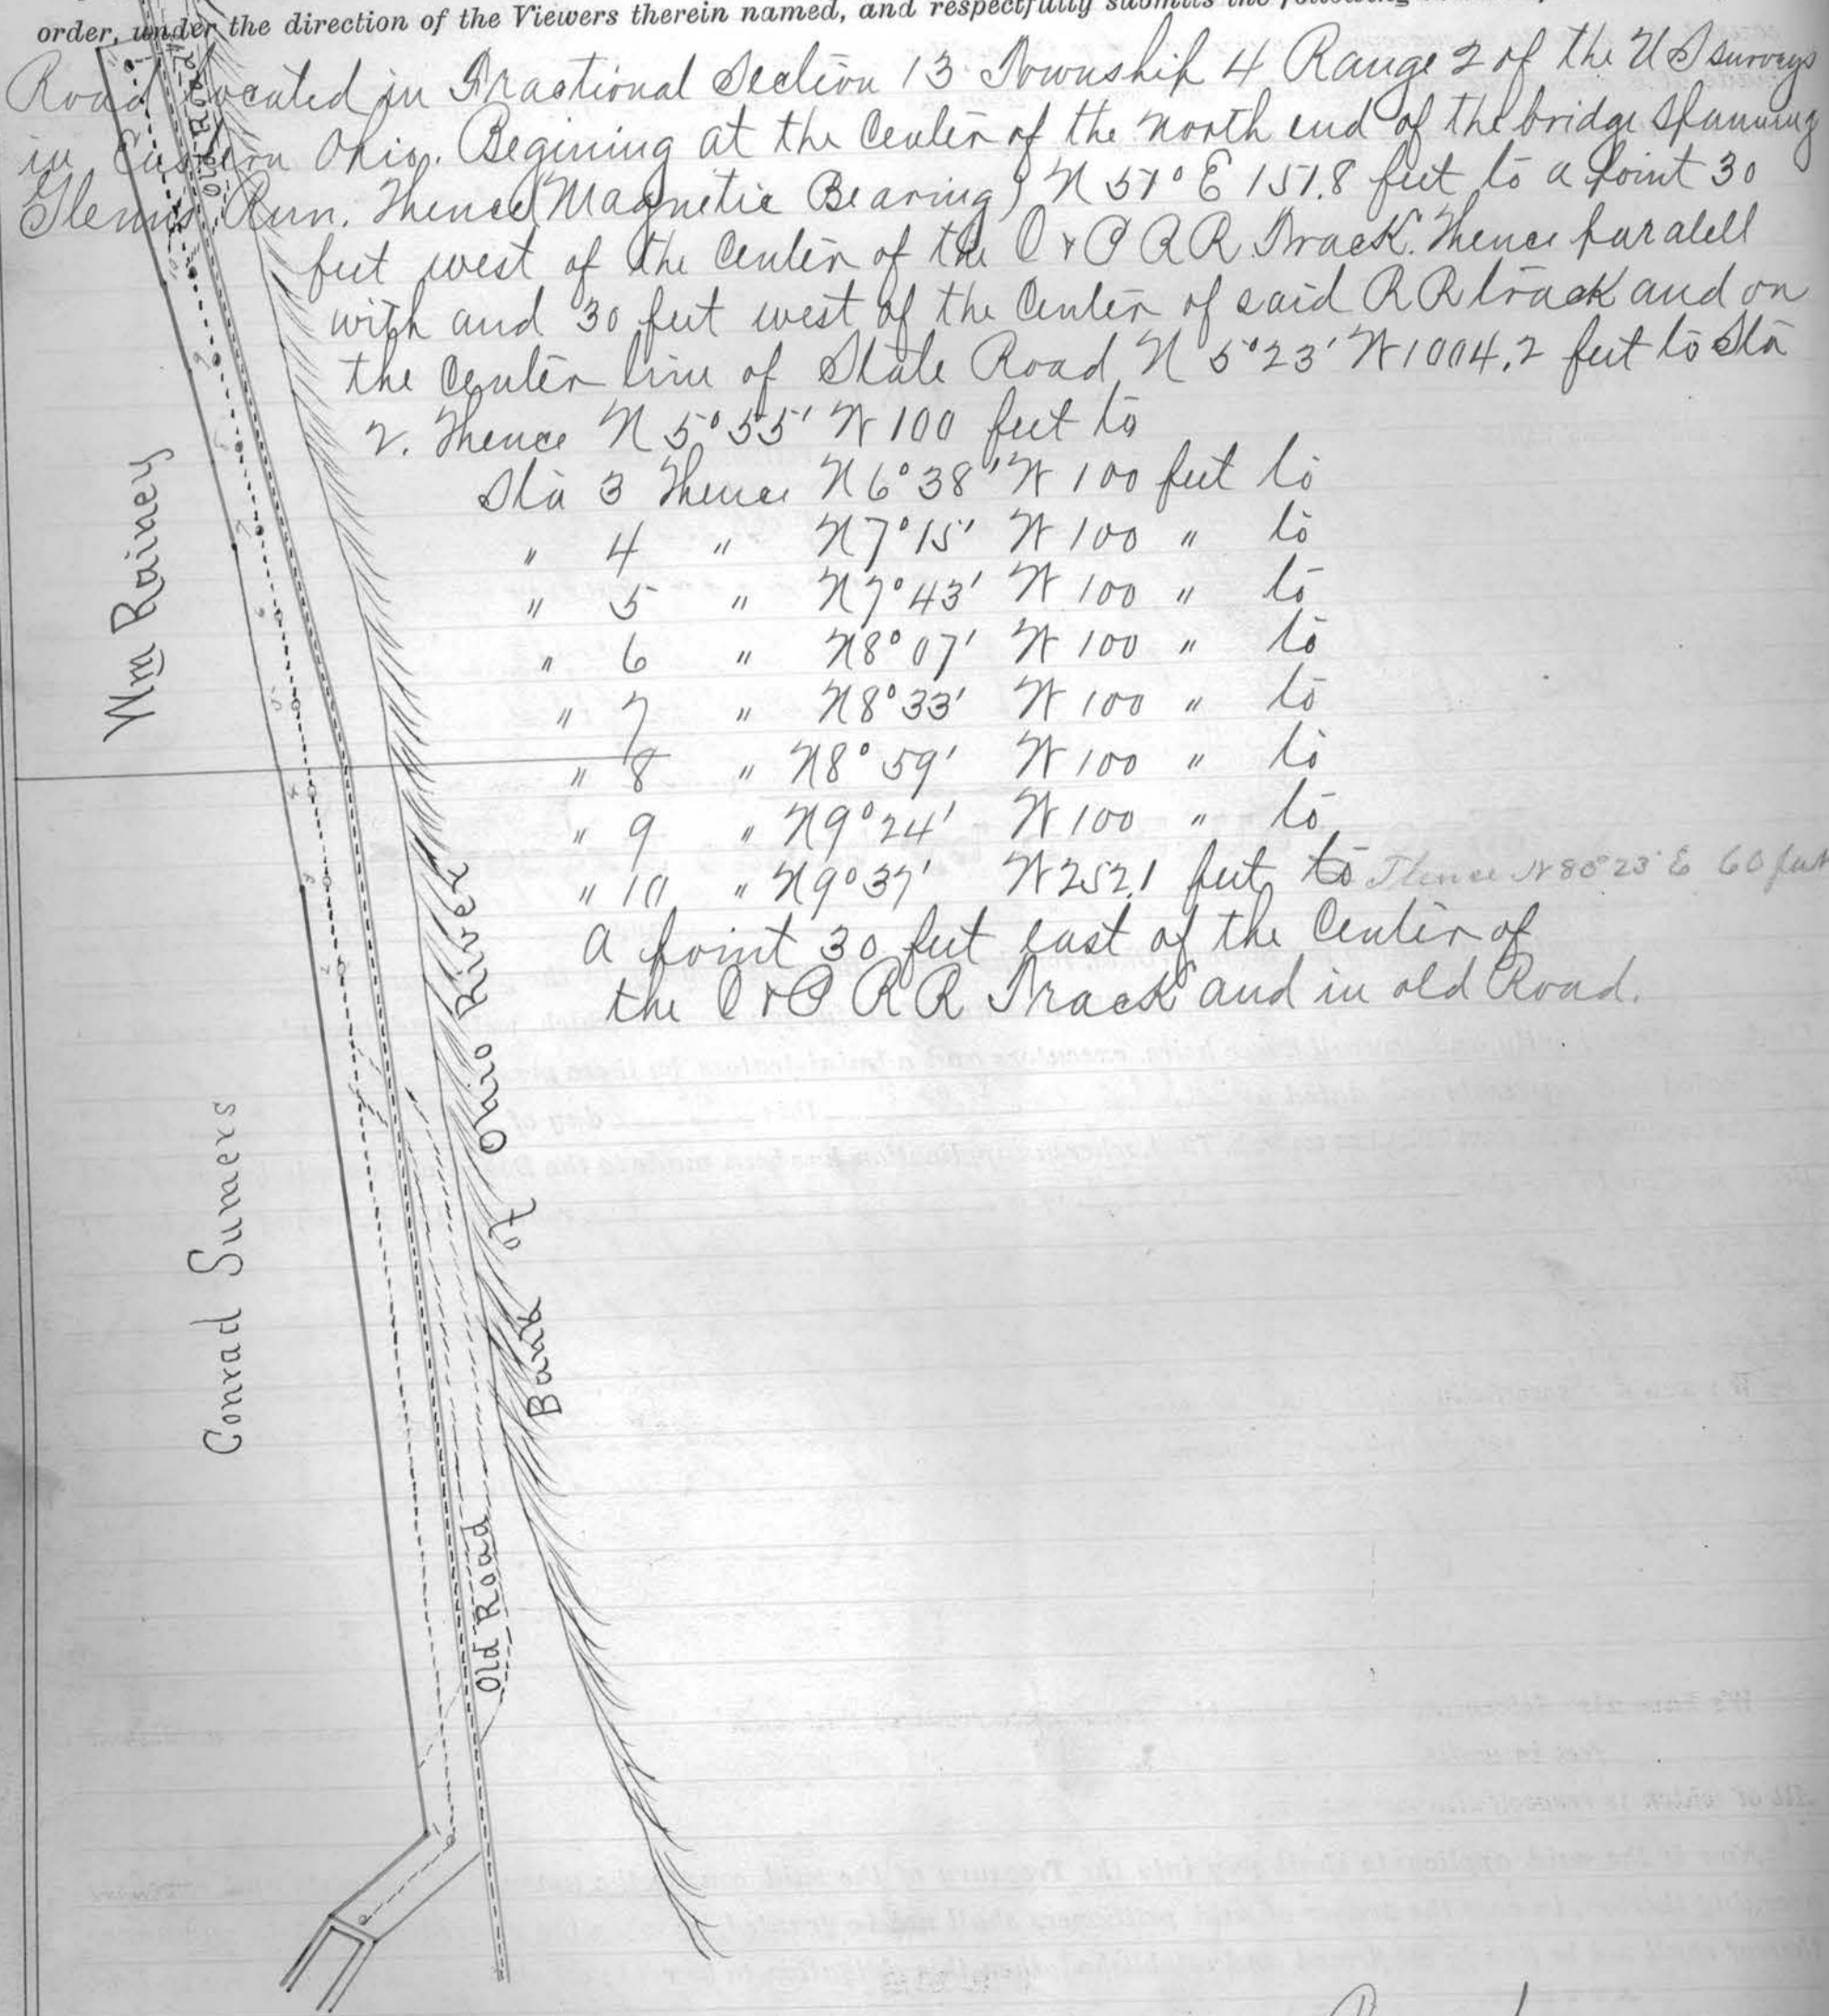 order, under the direction of the Viewers therein named, and respectfully submits the following
Road located in Fractional Section 13 Township 4 Range 2 of the U S surveys
in Eastern Ohio. Begining at the Center of the north end of the bridge spanning
Glenns Run. Thence (Magnetic Bearing) N 51° E 151.8 feet to a point 30
feet west of the Center of the C & P R R Track. Thence paralell
with and 30 feet west of the Center of said R R track and on
the Center line of State Road N 5°23' W 1004.2 feet to Sta
2. Thence N 5°55' W 100 feet to
Sta 3 Thence N 6°38' W 100 feet to
" 4 " N 7°15' W 100 " to
" 5 " N 7°43' W 100 " to
" 6 " N 8°07' W 100 " to
" 7 " N 8°33' W 100 " to
" 8 " N 8°59' W 100 " to
" 9 " N 9°24' W 100 " to
" 10 " N 9°37' W 252.1 feet to Thence N 80°23' E 60 feet
a point 30 feet east of the Center of
the C & P R R Track and in old Road.
Old Road
Wm Rainey
Conrad Sumers
Bank of Ohio River
Old Road